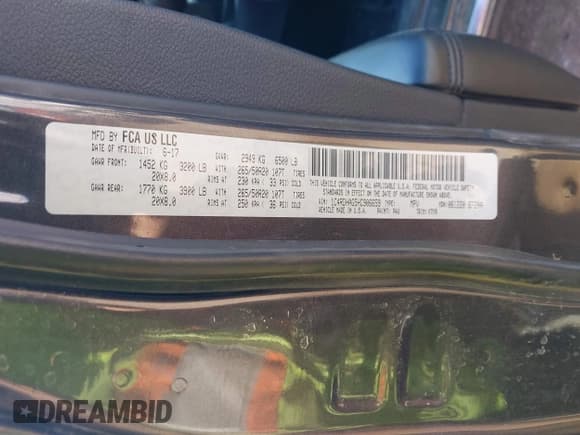 MFD BY FCA US LLC
DATE OF MFR(BUILT): 6-17 GVWR: 2949 KG 6500 LB
GAWR FRONT: 1452 KG 3200 LB WITH 265/50R20 107T TIRES
20X8.0 RIMS AT 230 KPA/ 33 PSI COLD
GAWR REAR: 1770 KG 3900 LB WITH 265/50R20 107T TIRES
20X8.0 RIMS AT 250 KPA/ 36 PSI COLD
THIS VEHICLE CONFORMS TO ALL APPLICABLE U.S.A. FEDERAL MOTOR VEHICLE SAFETY
STANDARDS IN EFFECT ON THE DATE OF MANUFACTURE SHOWN ABOVE.
TYPE: MPV
VEHICLE MADE IN U.S.A. PAINT: TRIM:
DREAMBID